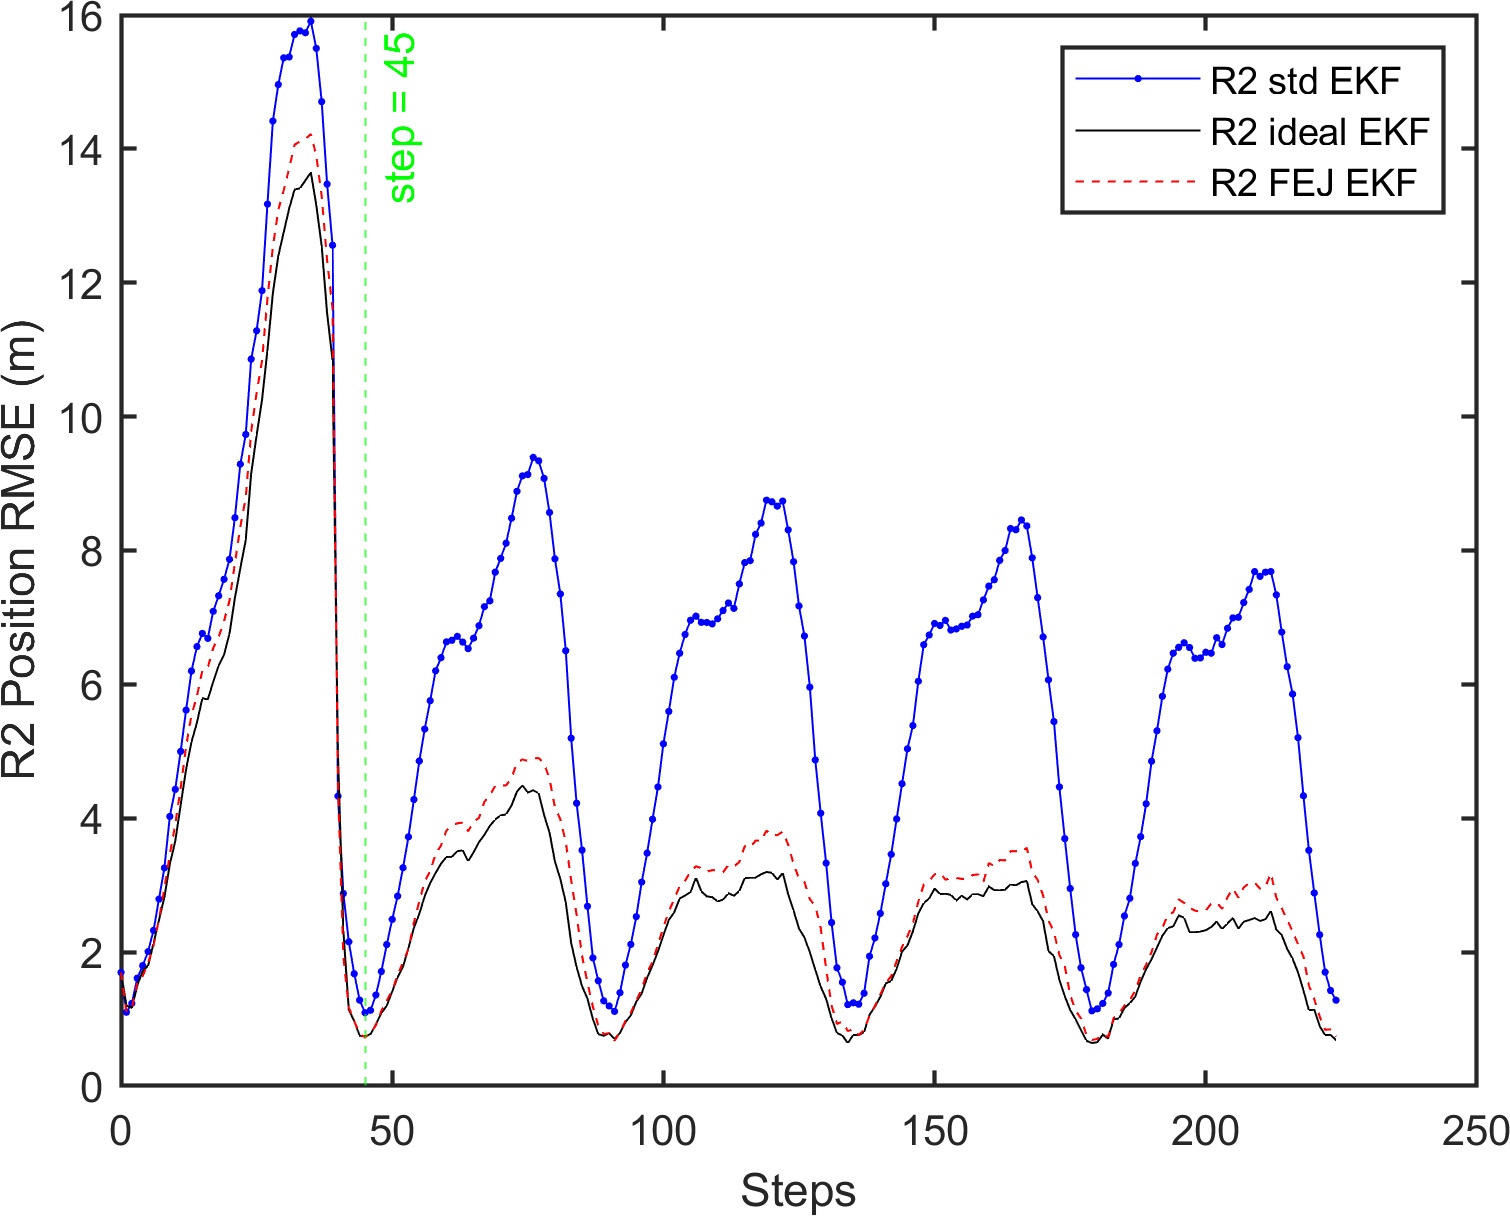 16
14
12
10
8
6
4
2
0
R2 Position RMSE (m)
step = 45
R2 std EKF
R2 ideal EKF
R2 FEJ EKF
0
50
100
150
200
250
Steps